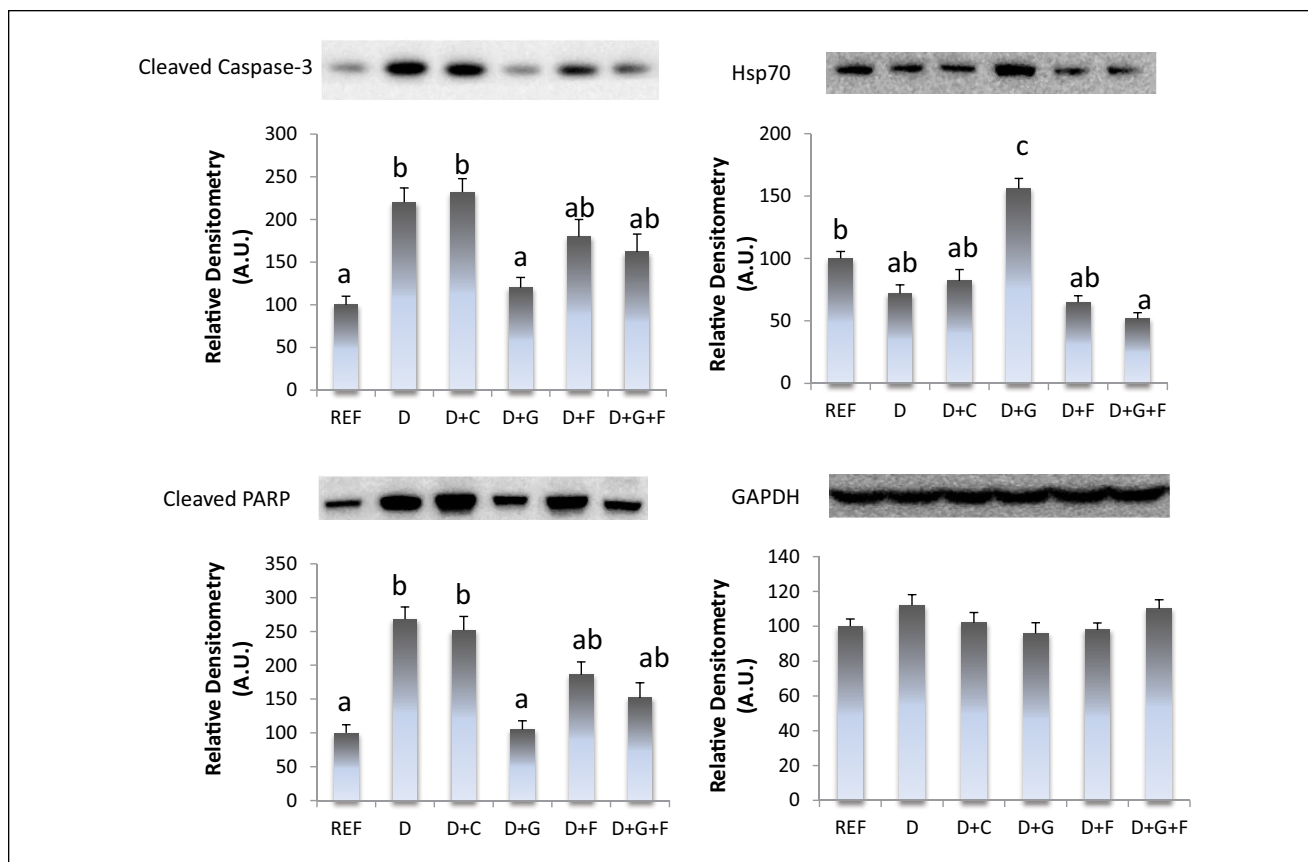 Cleaved Caspase-3
Relative Densitometry
(A.U.)
300
250
200
150
100
50
0
a
b
b
a
ab
ab
REF D D+C D+G D+F D+G+F
Hsp70
Relative Densitometry
(A.U.)
200
150
100
50
0
b
ab
ab
c
ab
a
REF D D+C D+G D+F D+G+F
Cleaved PARP
Relative Densitometry
(A.U.)
350
300
250
200
150
100
50
0
a
b
b
a
ab
ab
REF D D+C D+G D+F D+G+F
GAPDH
Relative Densitometry
(A.U.)
140
120
100
80
60
40
20
0
REF D D+C D+G D+F D+G+F